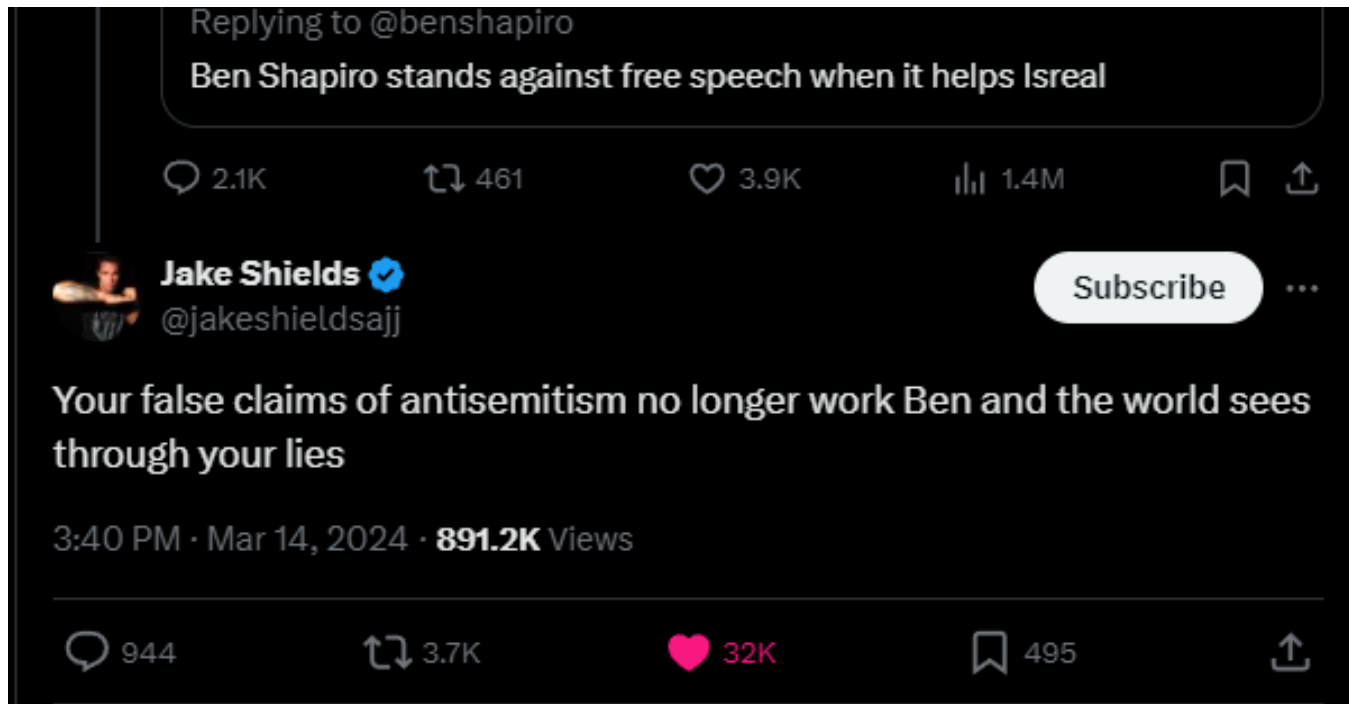 Replying to @benshapiro
Ben Shapiro stands against free speech when it helps Isreal
2.1K 461 3.9K 1.4M
Jake Shields
Subscribe
@jakeshieldsajj
Your false claims of antisemitism no longer work Ben and the world sees
through your lies
3:40 PM · Mar 14, 2024 · 891.2K Views
944 3.7K 32K 495